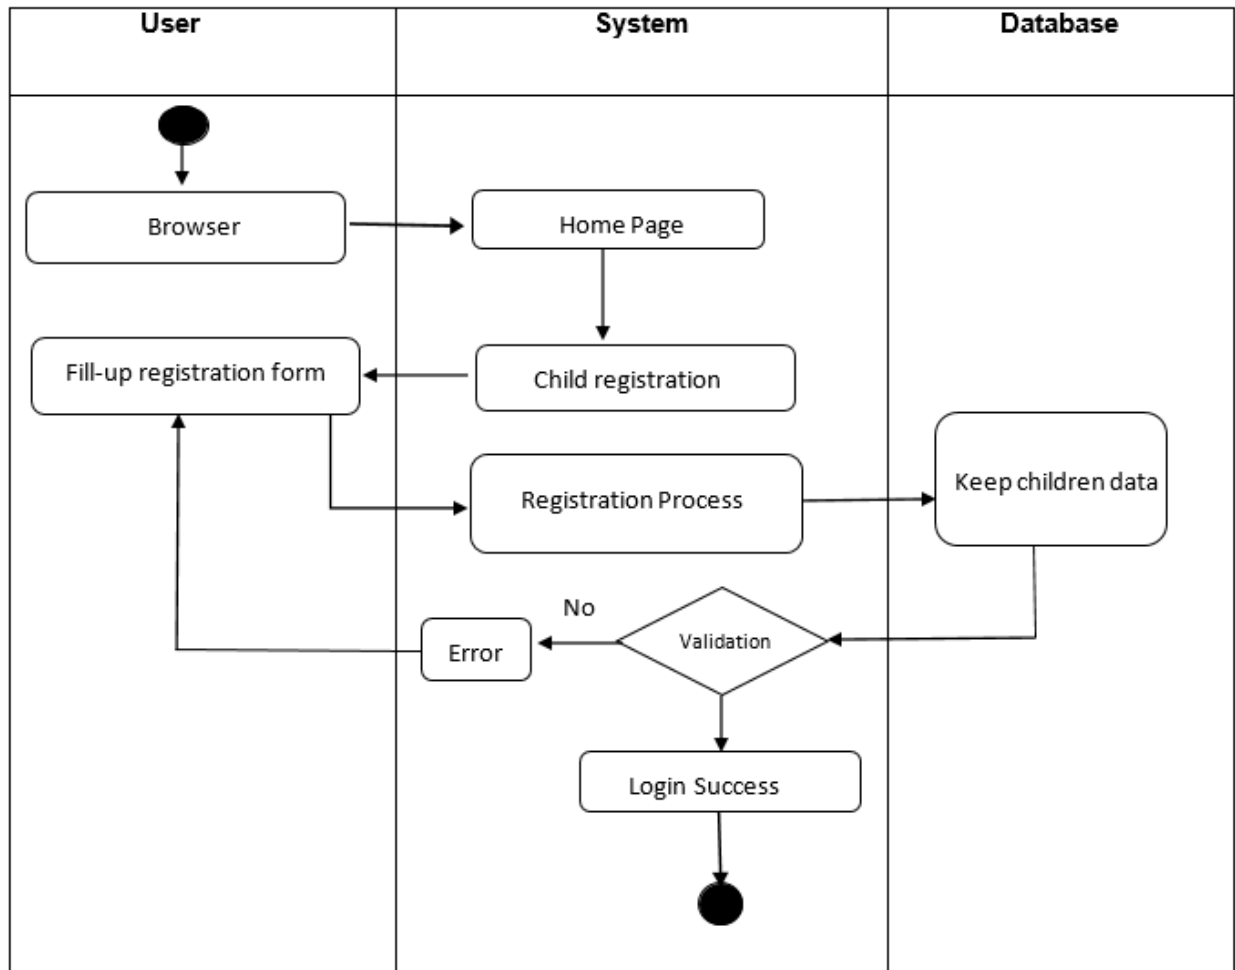 User
System
Database
Browser
Home Page
Fill-up registration form
Child registration
Registration Process
Keep children data
No
Validation
Error
Login Success